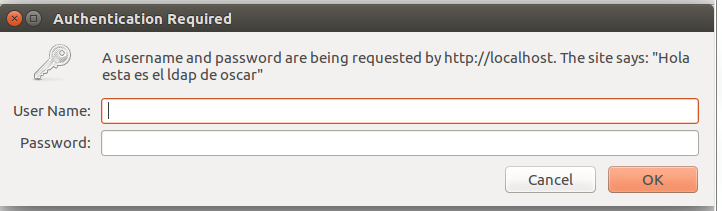 Authentication Required
A username and password are being requested by http://localhost. The site says: "Hola
esta es el ldap de oscar"
User Name:
Password:
Cancel OK